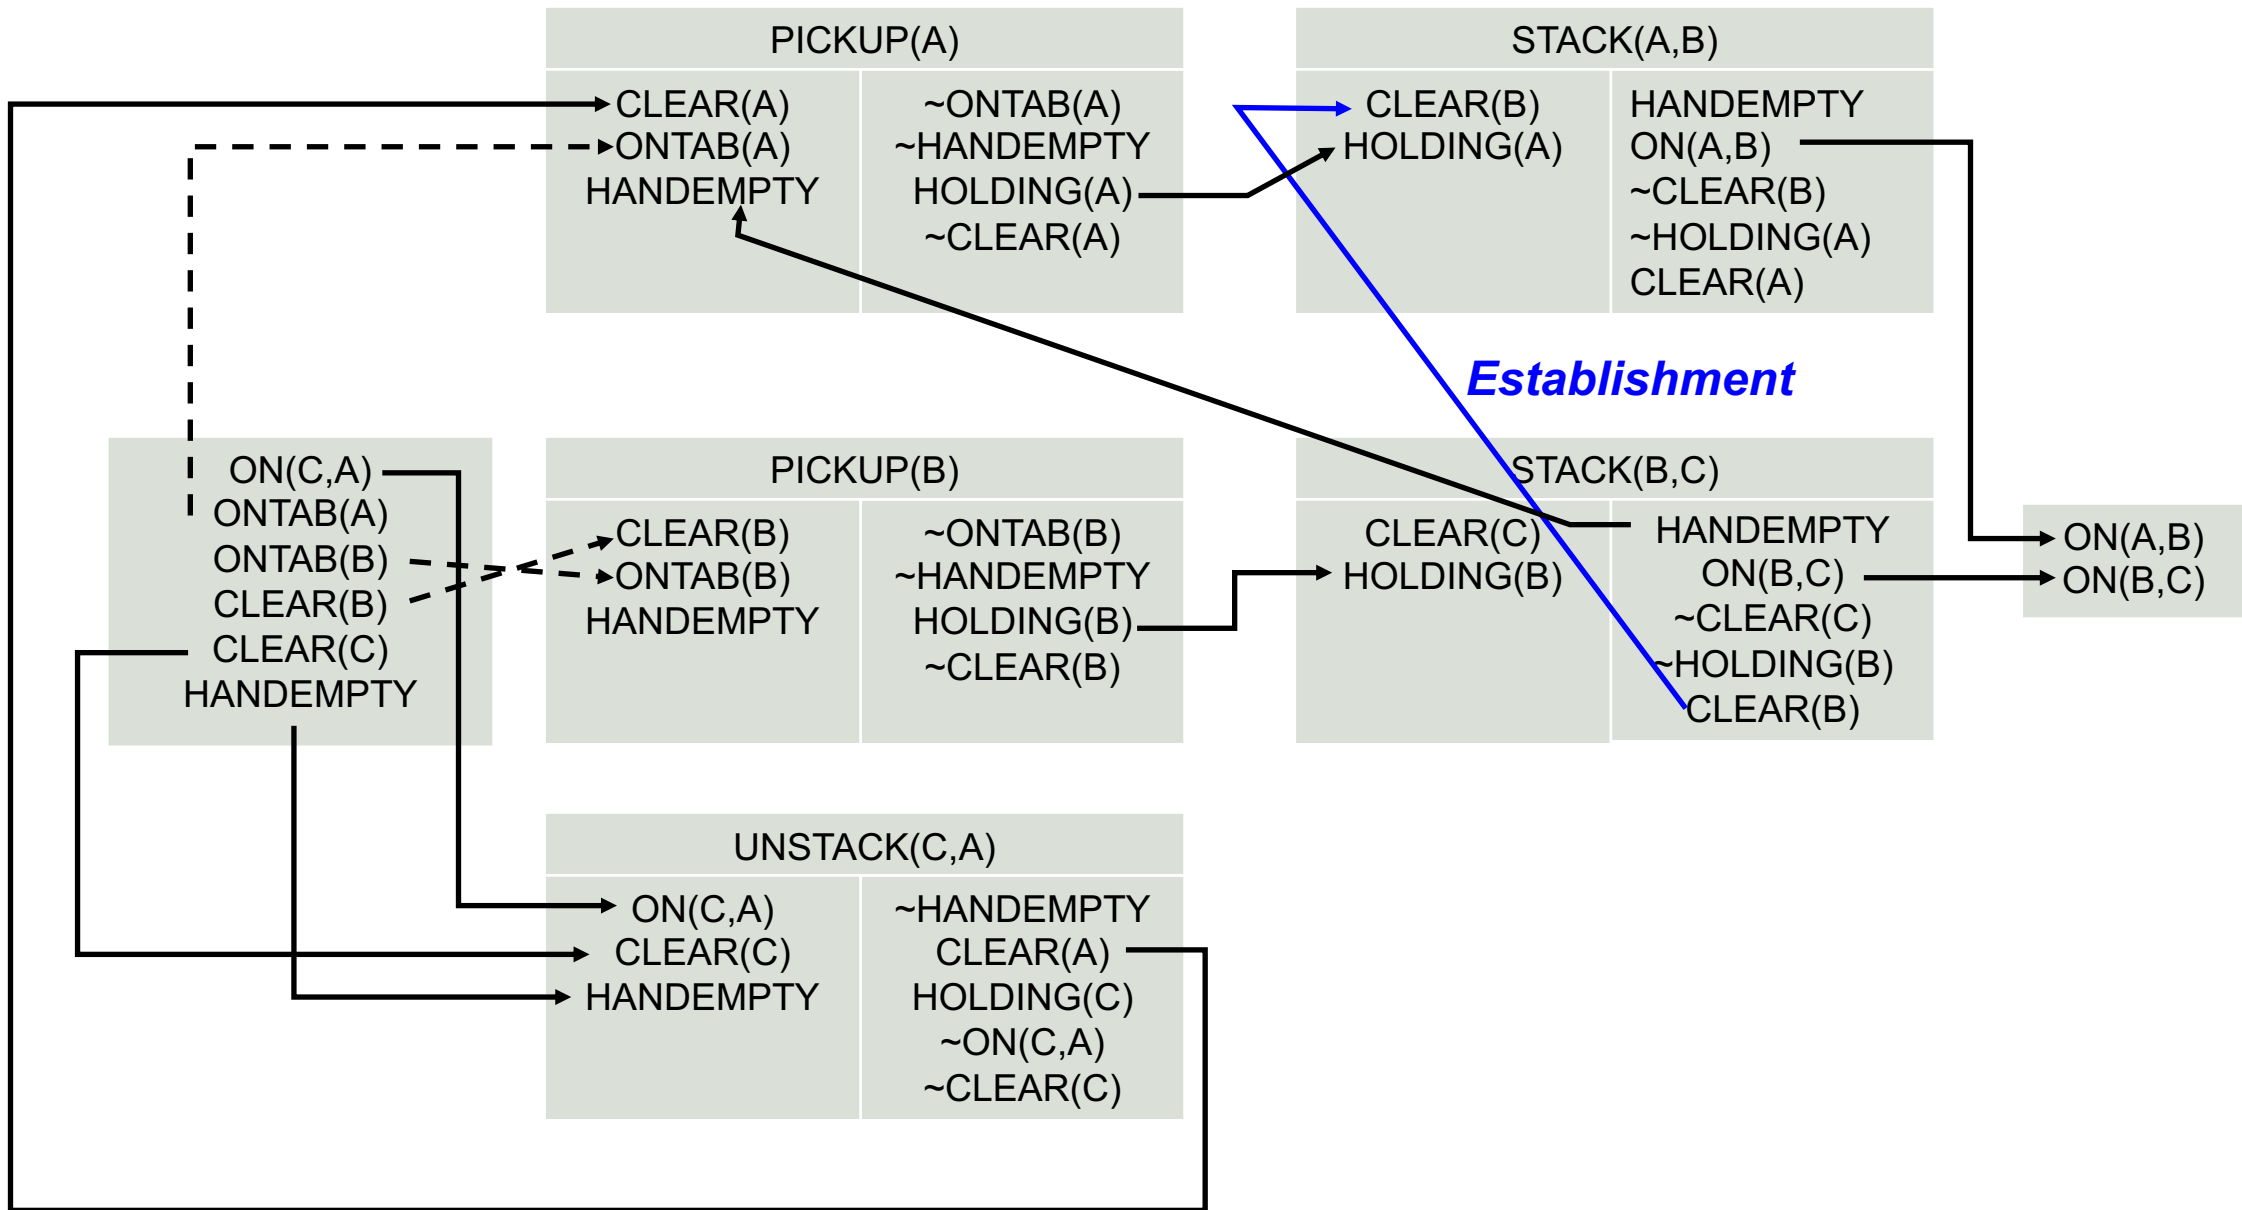 PICKUP(A)
CLEAR(A)
ONTAB(A)
HANDEMPTY
~ONTAB(A)
~HANDEMPTY
HOLDING(A)
~CLEAR(A)
STACK(A,B)
CLEAR(B)
HOLDING(A)
HANDEMPTY
ON(A,B)
~CLEAR(B)
~HOLDING(A)
CLEAR(A)
Establishment
ON(C,A)
ONTAB(A)
ONTAB(B)
CLEAR(B)
CLEAR(C)
HANDEMPTY
PICKUP(B)
CLEAR(B)
ONTAB(B)
HANDEMPTY
~ONTAB(B)
~HANDEMPTY
HOLDING(B)
~CLEAR(B)
STACK(B,C)
CLEAR(C)
HOLDING(B)
HANDEMPTY
ON(B,C)
~CLEAR(C)
~HOLDING(B)
CLEAR(B)
ON(A,B)
ON(B,C)
UNSTACK(C,A)
ON(C,A)
CLEAR(C)
HANDEMPTY
~HANDEMPTY
CLEAR(A)
HOLDING(C)
~ON(C,A)
~CLEAR(C)